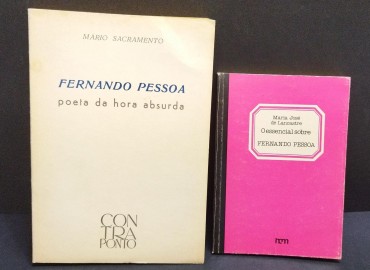 MARIO SACRAMENTO
FERNANDO PESSOA
poeta da hora absurda
CON
TRA
PONTO
Maria José
de Lancastre
O essencial sobre
FERNANDO PESSOA